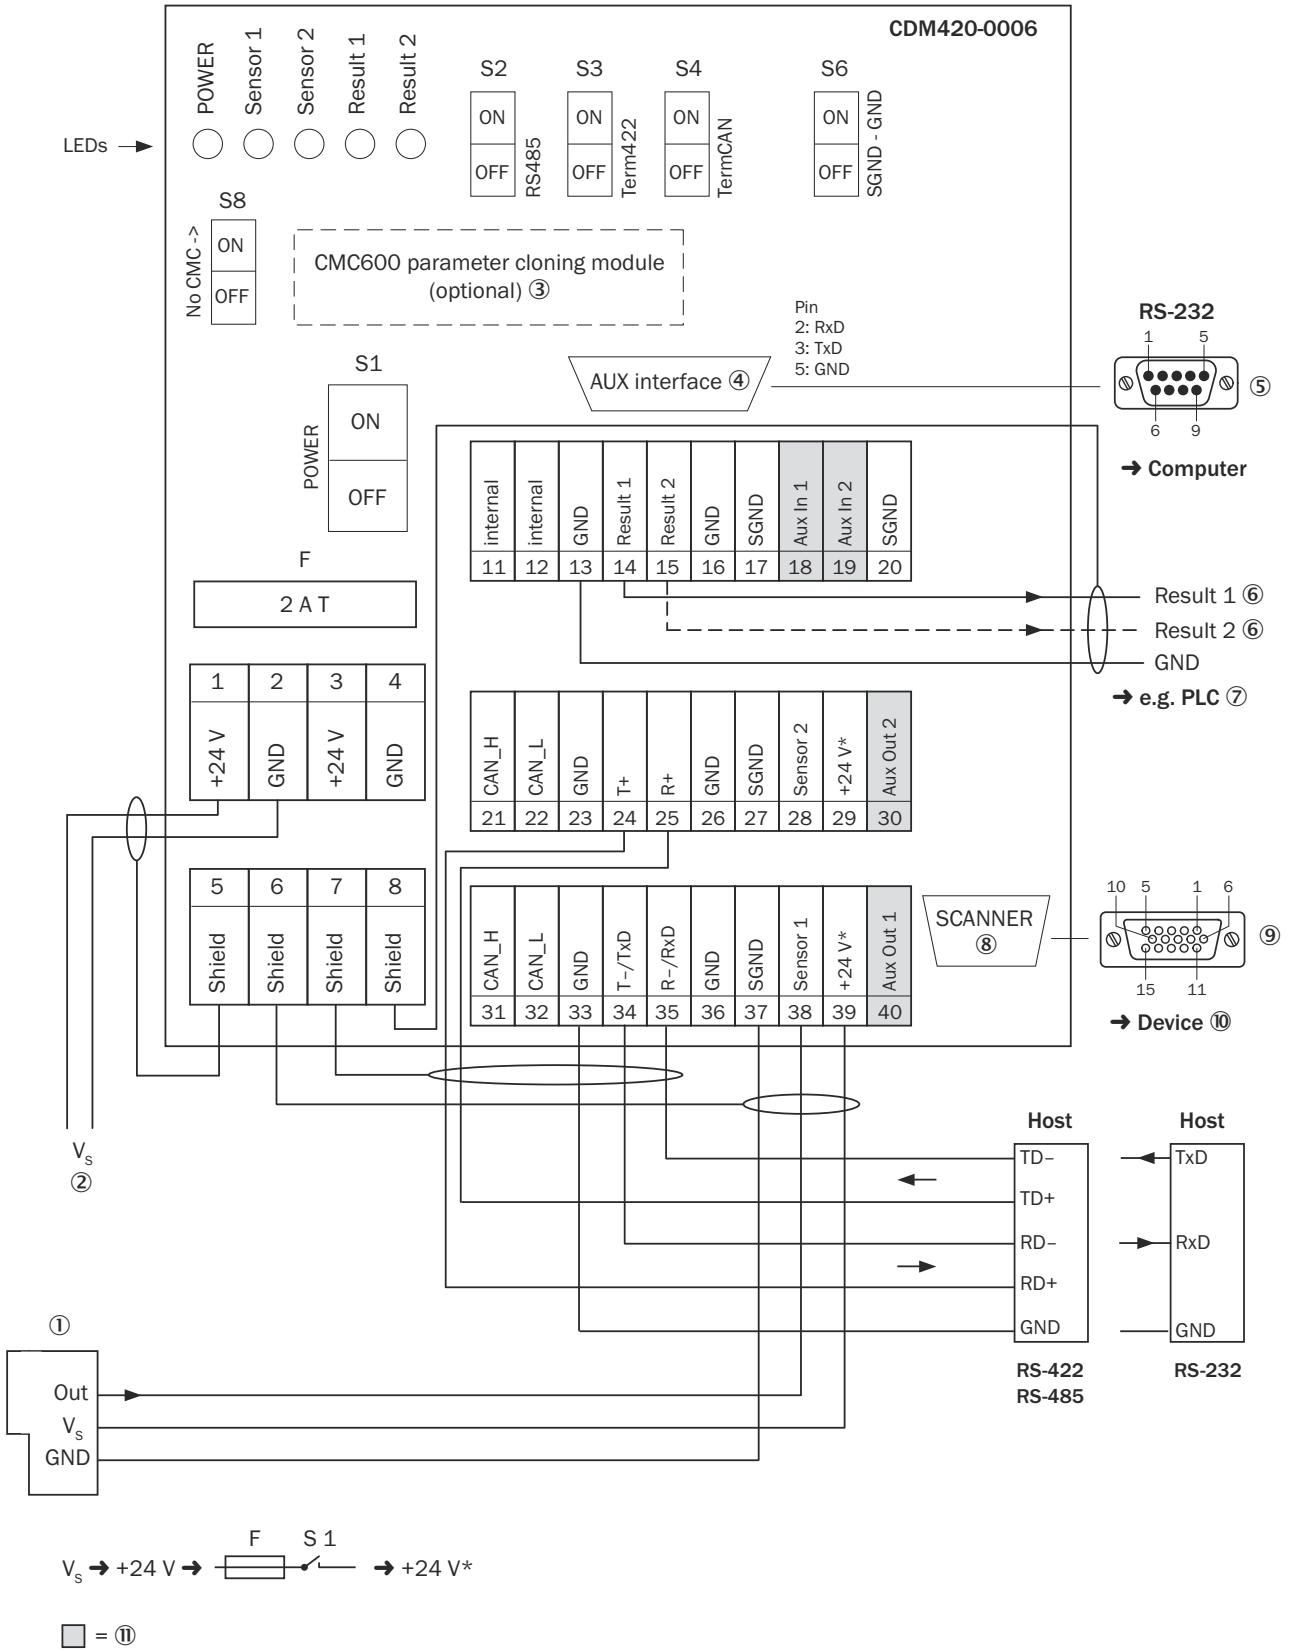 CDM420-0006
POWER
Sensor 1
Sensor 2
Result 1
Result 2
LEDs
S2
ON
OFF
RS485
S3
ON
OFF
Term422
S4
ON
OFF
TermCAN
S6
ON
OFF
SGND - GND
S8
No CMC ->
ON
OFF
CMC600 parameter cloning module
(optional) ③
Pin
2: RxD
3: TxD
5: GND
RS-232
1 5
⑤
6 9
➜ Computer
AUX interface ④
S1
POWER
ON
OFF
F
2 A T
internal internal GND Result 1 Result 2 GND SGND Aux In 1 Aux In 2 SGND
11 12 13 14 15 16 17 18 19 20
Result 1 ⑥
Result 2 ⑥
GND
➜ e.g. PLC ⑦
1 2 3 4
+24 V GND +24 V GND
CAN_H CAN_L GND T+ R+ GND SGND Sensor 2 +24 V* Aux Out 2
21 22 23 24 25 26 27 28 29 30
5 6 7 8
Shield Shield Shield Shield
CAN_H CAN_L GND T–/TxD R–/RxD GND SGND Sensor 1 +24 V* Aux Out 1
31 32 33 34 35 36 37 38 39 40
SCANNER
⑧
10 5 1 6
⑨
15 11
➜ Device ⑩
Vs
②
Host
TD–
TD+
RD–
RD+
GND
RS-422
RS-485
Host
TxD
RxD
GND
RS-232
①
Out
Vs
GND
F S 1
Vs ➜ +24 V ➜ ➜ +24 V*
= ⑪